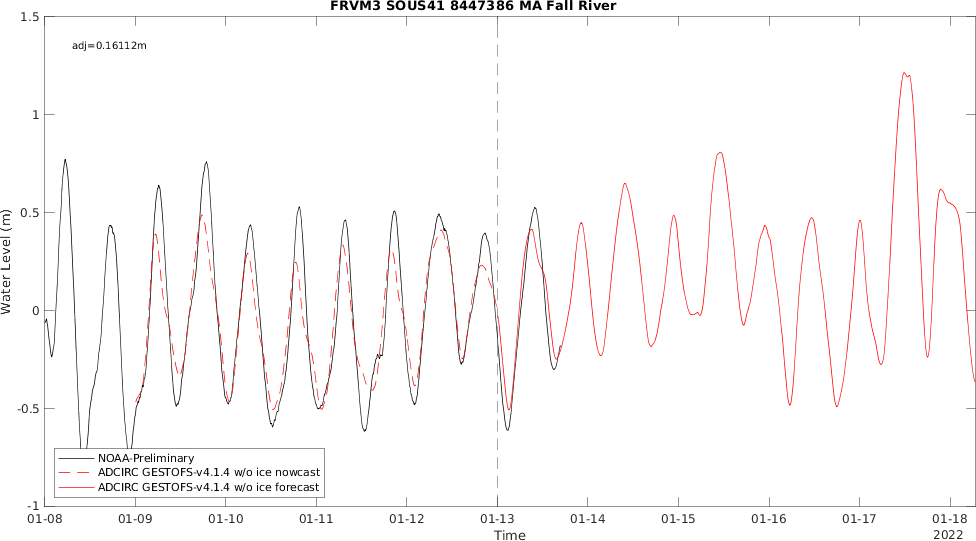 FRVM3 SOUS41 8447386 MA Fall River
adj=0.16112m
Water Level (m)
1.5
1
0.5
0
-0.5
-1
NOAA-Preliminary
ADCIRC GESTOFS-v4.1.4 w/o ice nowcast
ADCIRC GESTOFS-v4.1.4 w/o ice forecast
01-08 01-09 01-10 01-11 01-12 01-13 01-14 01-15 01-16 01-17 01-18
Time
2022